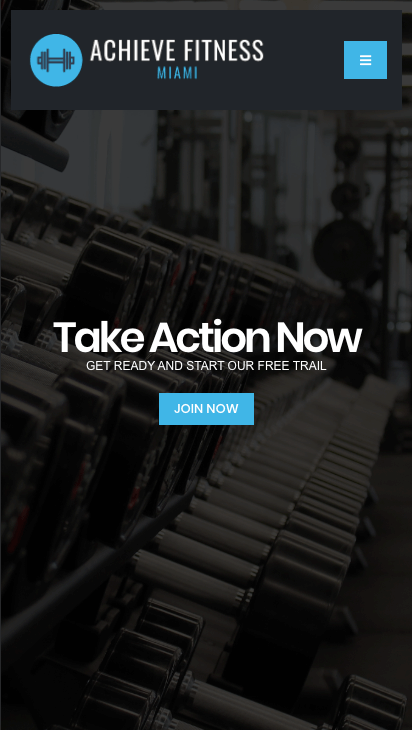 ACHIEVE FITNESS
MIAMI
Take Action Now
GET READY AND START OUR FREE TRAIL
JOIN NOW